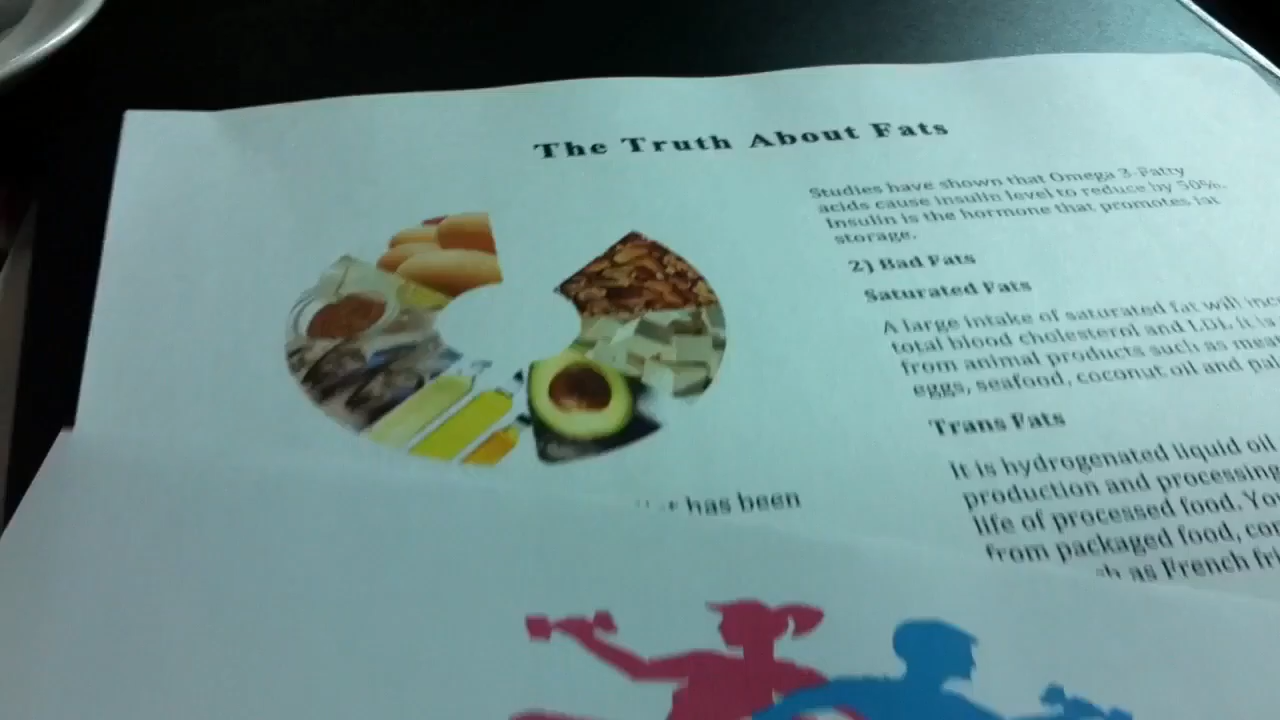 The Truth About Fats
Studies have shown that Omega 3-Fatty
acids cause insulin level to reduce by 50%.
Insulin is the hormone that promotes fat
storage.
2) Bad Fats
Saturated Fats
A large intake of saturated fat will
total blood cholesterol and LDL. it is
from animal products such as
eggs, seafood, coconut oil and
Trans Fats
It is hydrogenated liquid oil
production and processing
life of processed food.
from packaged food,
as French
has been